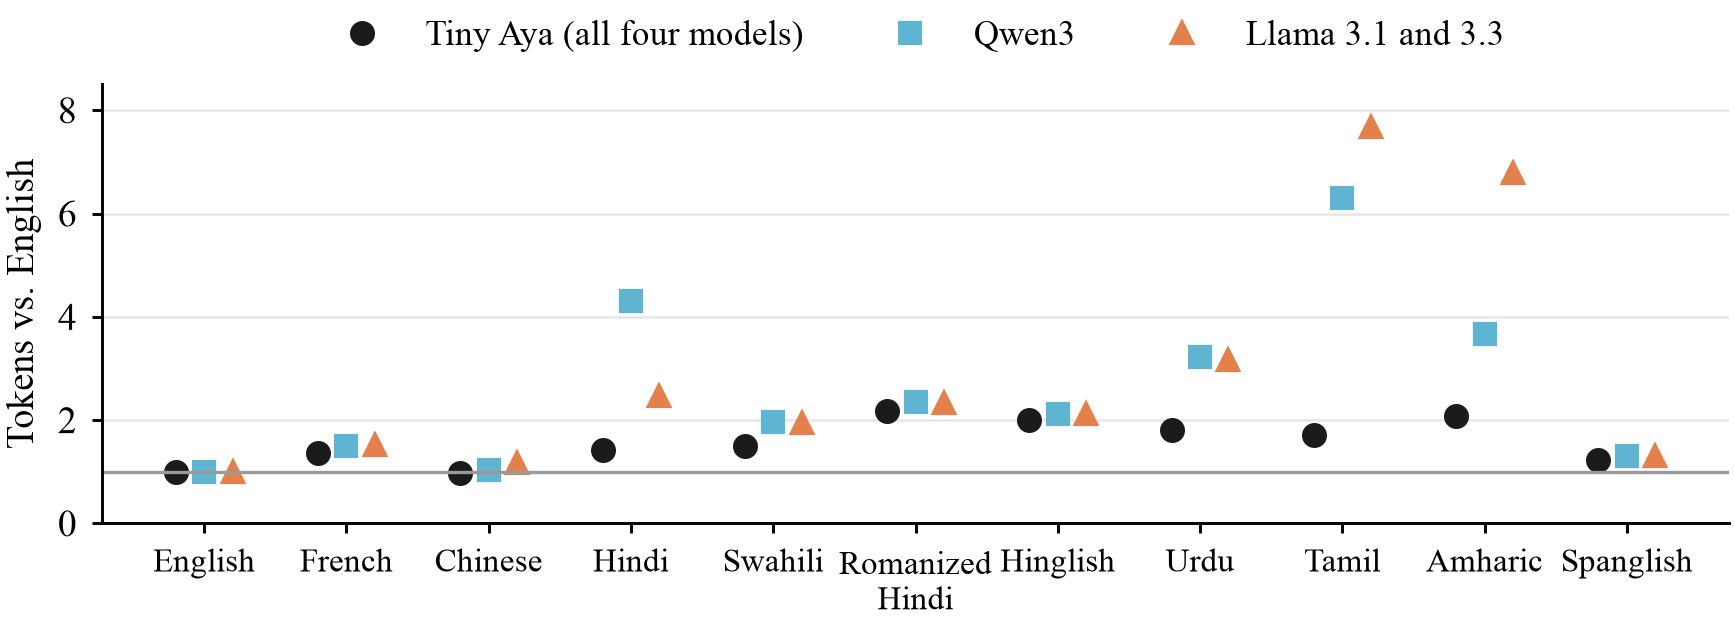 Tiny Aya (all four models) Qwen3 Llama 3.1 and 3.3
Tokens vs. English
8
6
4
2
0
English French Chinese Hindi Swahili Romanized Hinglish Urdu Tamil Amharic Spanglish
Hindi